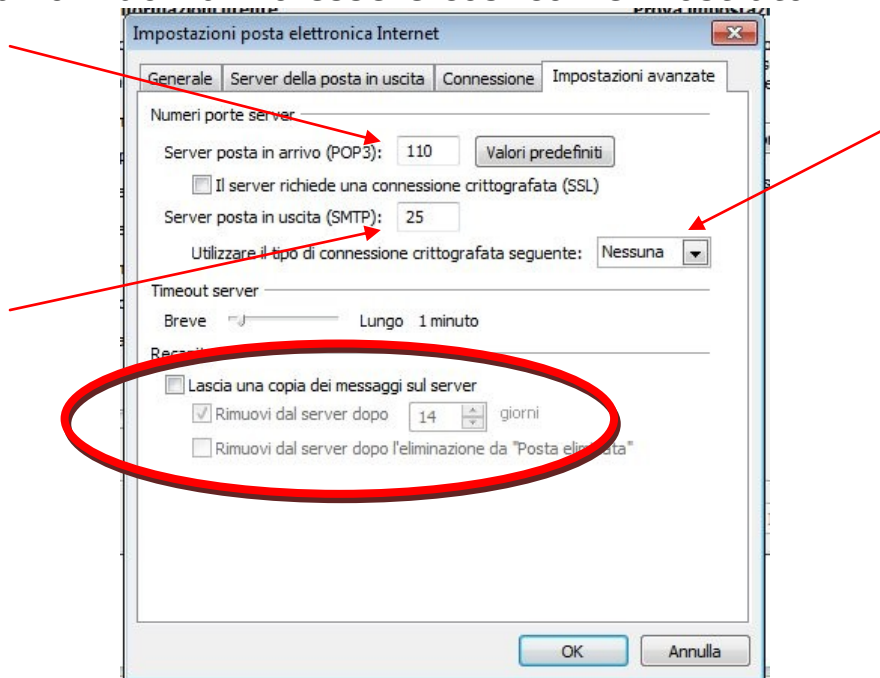 Impostazioni posta elettronica Internet
Generale Server della posta in uscita Connessione Impostazioni avanzate
Numeri porte server
Server posta in arrivo (POP3): 110 Valori predefiniti
Il server richiede una connessione crittografata (SSL)
Server posta in uscita (SMTP): 25
Utilizzare il tipo di connessione crittografata seguente: Nessuna
Timeout server
Breve Lungo 1 minuto
Lascia una copia dei messaggi sul server
Rimuovi dal server dopo 14 giorni
Rimuovi dal server dopo l'eliminazione da "Posta eliminata"
OK Annulla